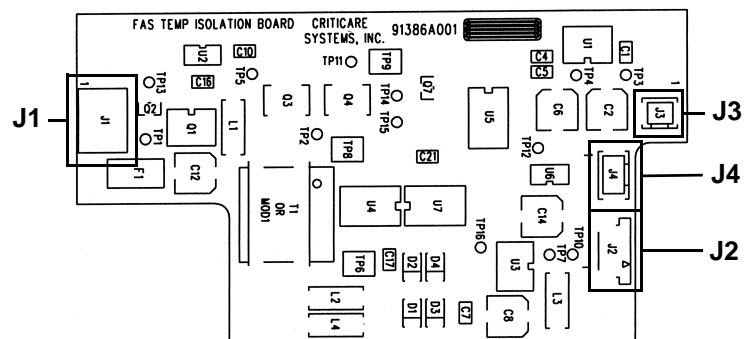 FAS TEMP ISOLATION BOARD
CRITICARE
SYSTEMS, INC.
91386A001
U2
C10
TP11
TP9
C4
C5
U1
C1
1
TP13
C16
TP5
Q7
TP4
TP3
1
J1
J1
Q2
TP1
Q1
L1
Q3
Q4
TP14
TP15
U5
C6
C2
J3
J3
TP2
TP8
C21
TP12
F1
C12
U6
J4
J4
T1
OR
MOD1
U4
U7
C14
TP16
TP10
TP7
J2
J2
TP6
C17
D2
D4
U3
L2
L4
D1
D3
C7
C8
L3